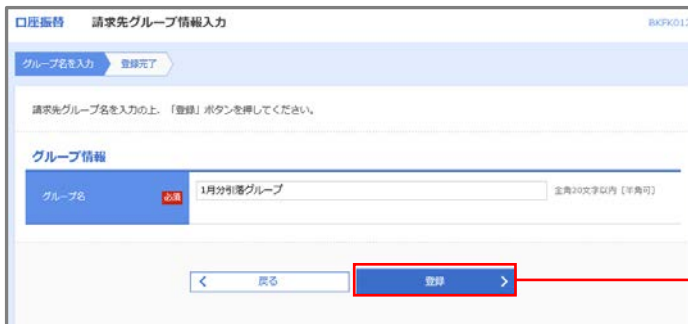 口座振替 請求先グループ情報入力 BKFK012
グループ名を入力 登録完了
請求先グループ名を入力の上、「登録」ボタンを押してください。
グループ情報
グループ名 必須 1月分引落グループ 全角20文字以内 [半角可]
戻る 登録